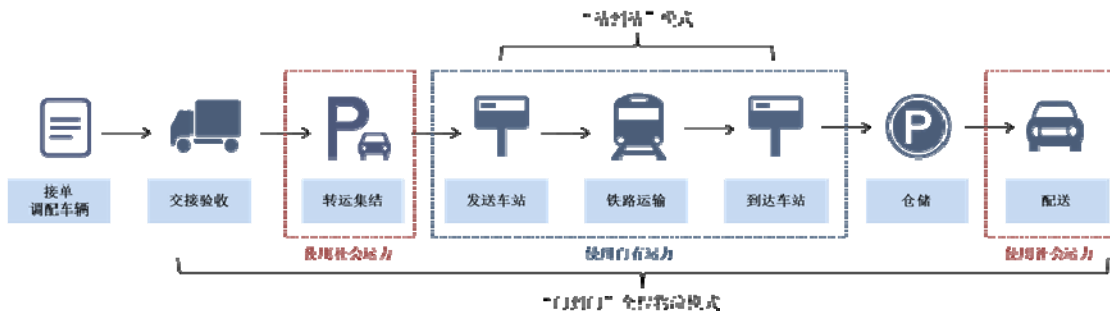 “站到站”模式
P
P
接单
调配车辆
交接验收
转运集结
发送车站
铁路运输
到达车站
仓储
配送
使用社会运力
使用自有运力
使用社会运力
“门到门”全程物流模式